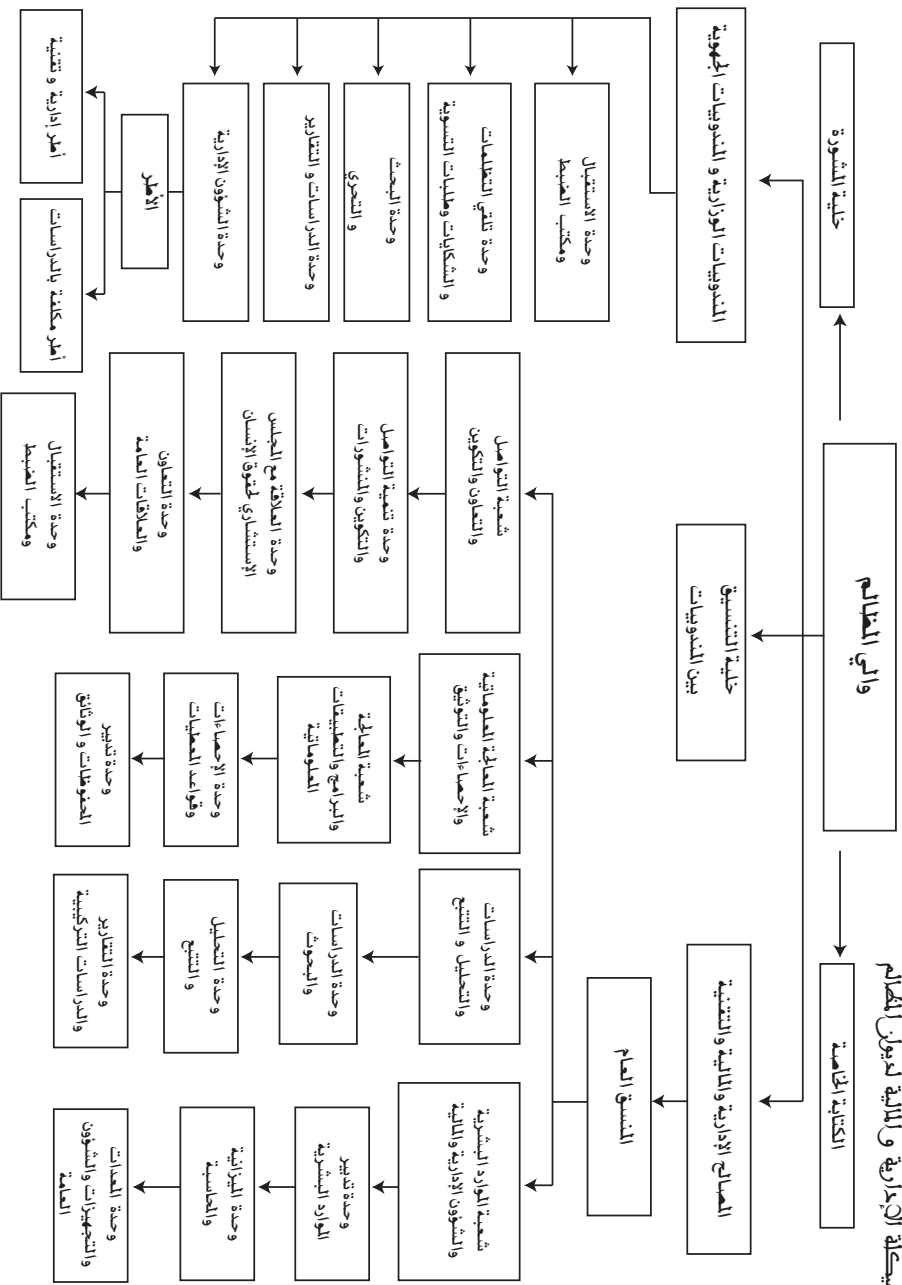 يكلة الإدارية و المالية لديوان المظالم
والي المظالم
الكتابة الخاصة
خلية المشورة
خلية التنسيق
بين المندوبيات
المصالح الإدارية والمالية والتقنية
المندوبيات الوزارية و المندوبيات الجهوية
المنسق العام
شعبة الموارد البشرية
والشؤون الإدارية والمالية
وحدة تدبير
الموارد البشرية
وحدة الميزانية
والمحاسبة
وحدة المعدات
والتجهيزات والشؤون
العامة
وحدة الدراسات
والتحليل و التتبع
وحدة الدراسات
والبحوث
وحدة التحليل
و التتبع
وحدة التقارير
والدراسات التركيبية
شعبة المعالجة المعلوماتية
والإحصاءات والتوثيق
شعبة المعالجة
والبرامج والتطبيقات
المعلوماتية
وحدة الإحصاءات
وقواعد المعطيات
وحدة تدبير
المحفوظات و الوثائق
شعبة التواصل
والتعاون والتكوين
وحدة تنمية التواصل
والتكوين والمنشورات
وحدة العلاقة مع المجلس
الإستشاري لحقوق الإنسان
وحدة التعاون
والعلاقات العامة
وحدة الاستقبال
ومكتب الضبط
وحدة الاستقبال
ومكتب الضبط
وحدة تلقي التظلمات
و الشكايات وطلبات التسوية
وحدة البحث
و التحري
وحدة الدراسات و التقارير
وحدة الشؤون الإدارية
الأطر
أطر مكلفة بالدراسات
أطر إدارية و تقنية